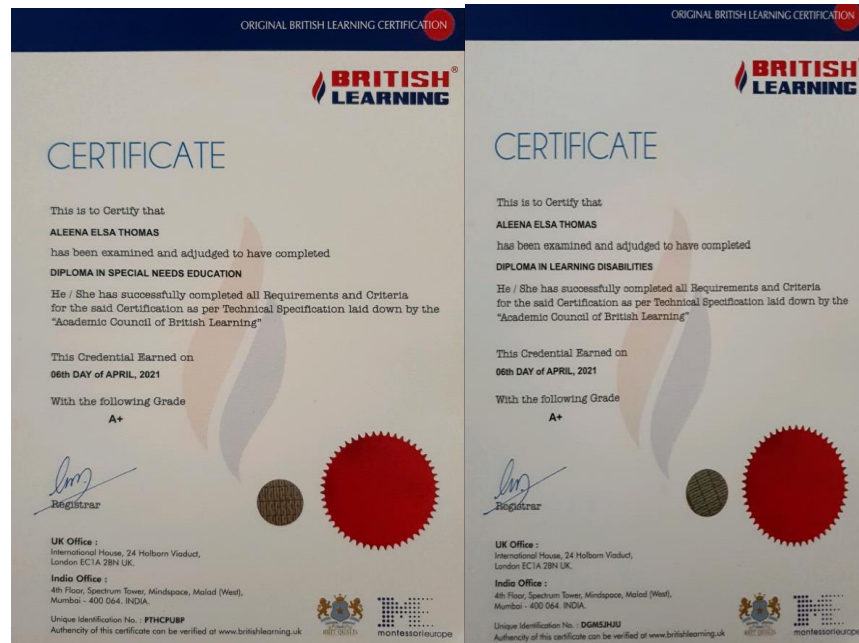 ORIGINAL BRITISH LEARNING CERTIFICATION
BRITISH®
LEARNING
CERTIFICATE
This is to Certify that
ALEENA ELSA THOMAS
has been examined and adjudged to have completed
DIPLOMA IN SPECIAL NEEDS EDUCATION
He / She has successfully completed all Requirements and Criteria
for the said Certification as per Technical Specification laid down by the
"Academic Council of British Learning"
This Credential Earned on
06th DAY of APRIL, 2021
With the following Grade
A+
Registrar
UK Office :
International House, 24 Holborn Viaduct,
London EC1A 2BN UK.
India Office :
4th Floor, Spectrum Tower, Mindspace, Malad (West),
Mumbai - 400 064. INDIA.
Unique Identification No. : PTHCPUBP
Authencity of this certificate can be verified at www.britishlearning.uk
montessorieurope
ORIGINAL BRITISH LEARNING CERTIFICATION
BRITISH
LEARNING
CERTIFICATE
This is to Certify that
ALEENA ELSA THOMAS
has been examined and adjudged to have completed
DIPLOMA IN LEARNING DISABILITIES
He / She has successfully completed all Requirements and Criteria
for the said Certification as per Technical Specification laid down by the
"Academic Council of British Learning"
This Credential Earned on
06th DAY of APRIL, 2021
With the following Grade
A+
Registrar
UK Office :
International House, 24 Holborn Viaduct,
London EC1A 2BN UK.
India Office :
4th Floor, Spectrum Tower, Mindspace, Malad (West),
Mumbai - 400 064. INDIA.
Unique Identification No. : DGMSJHJU
Authencity of this certificate can be verified at www.britishlearning.uk
montessorieurope